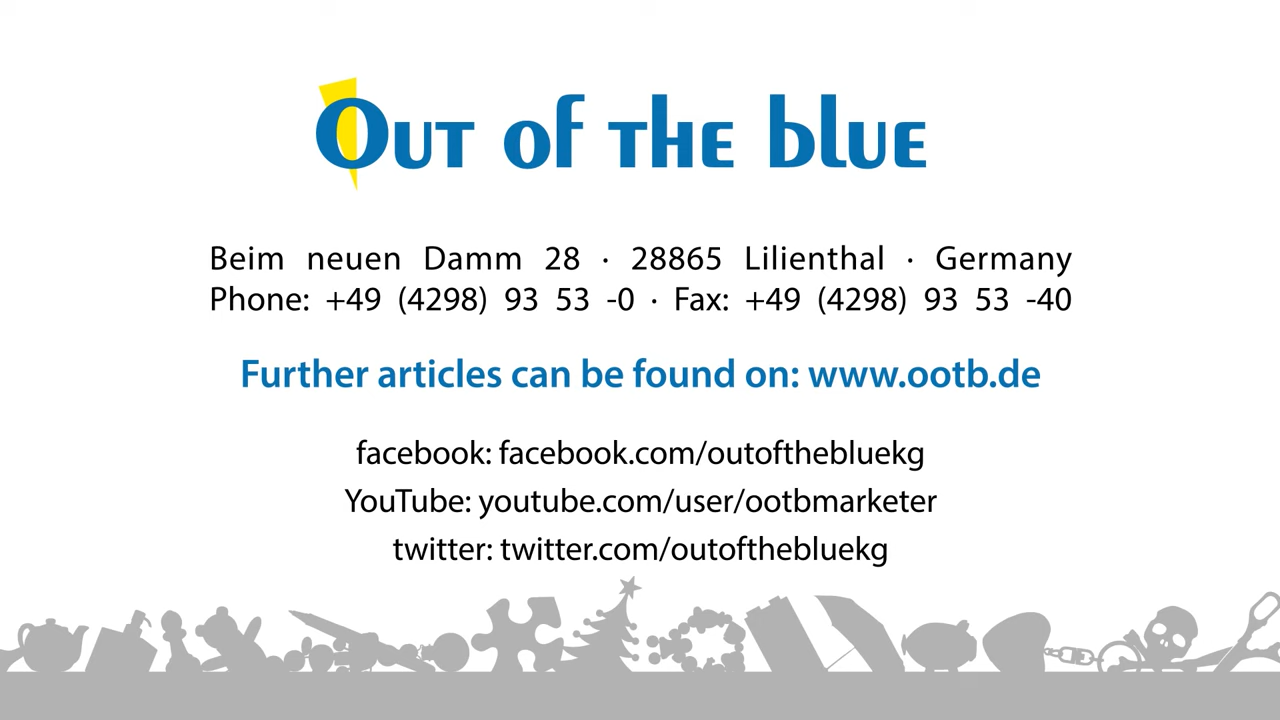 Out of the blue
Beim neuen Damm 28 · 28865 Lilienthal · Germany
Phone: +49 (4298) 93 53 -0 · Fax: +49 (4298) 93 53 -40
Further articles can be found on: www.ootb.de
facebook: facebook.com/outofthebluekg
YouTube: youtube.com/user/ootbmarketer
twitter: twitter.com/outofthebluekg